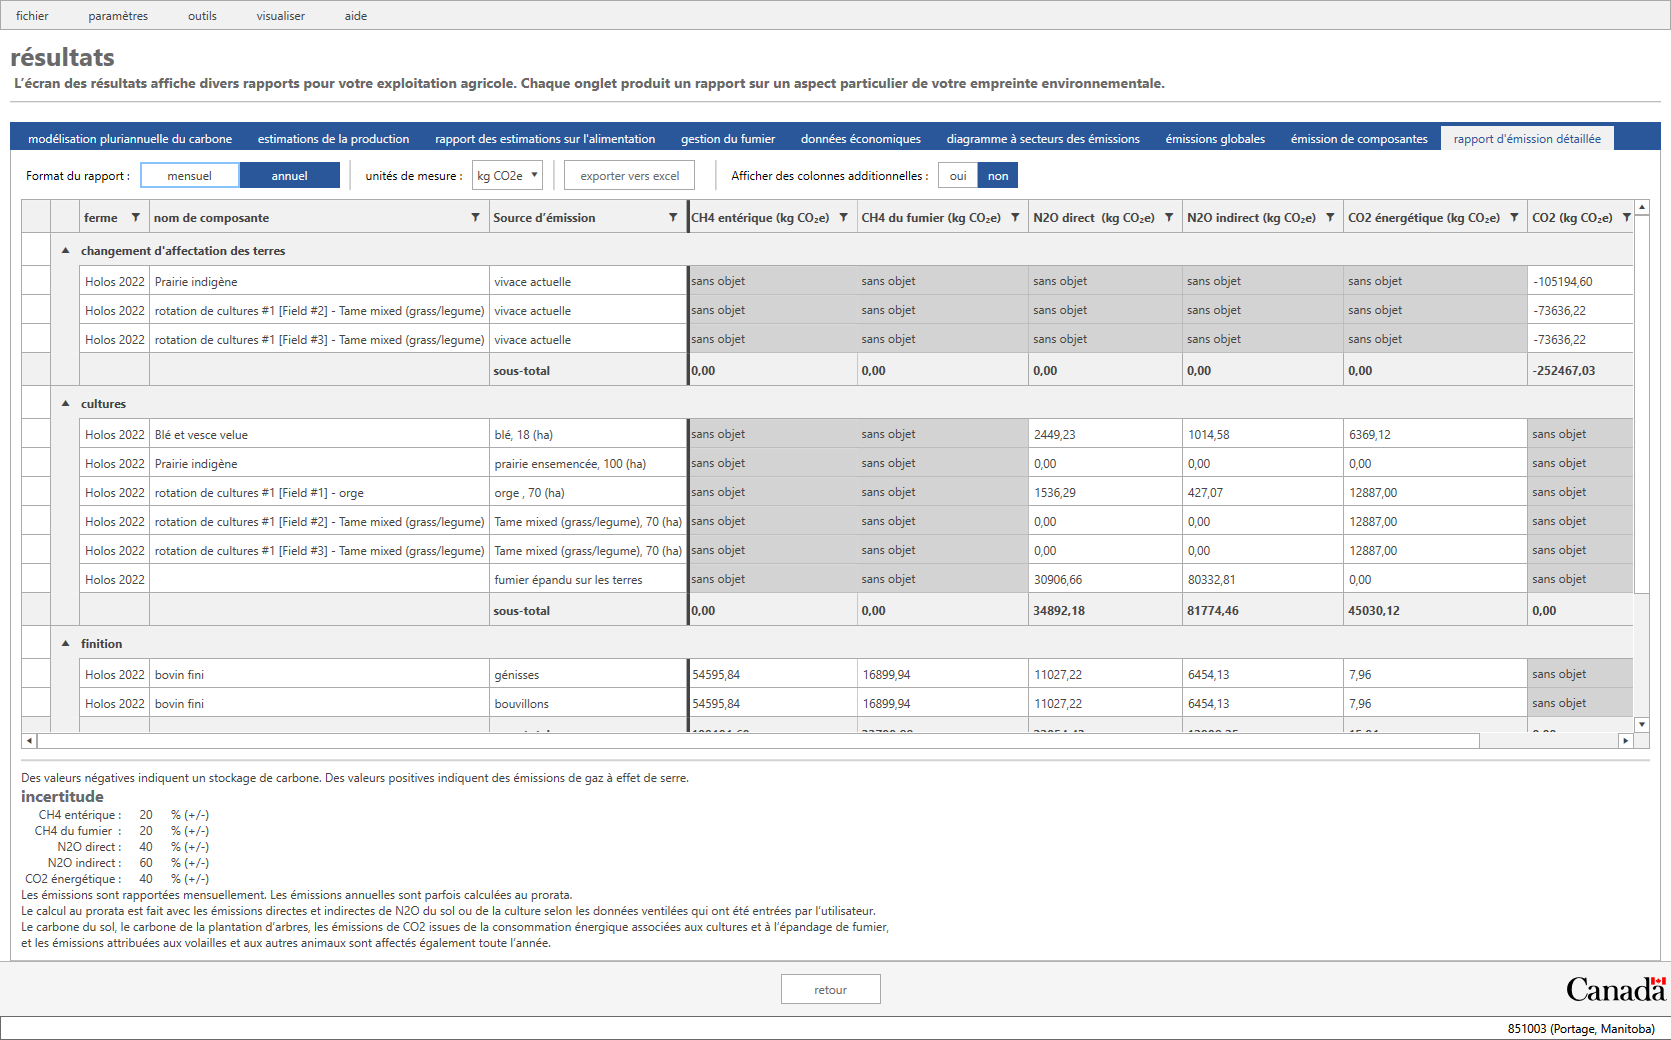 fichier paramètres outils visualiser aide
résultats
L'écran des résultats affiche divers rapports pour votre exploitation agricole. Chaque onglet produit un rapport sur un aspect particulier de votre empreinte environnementale.
modélisation pluriannuelle du carbone estimations de la production rapport des estimations sur l'alimentation gestion du fumier données économiques diagramme à secteurs des émissions émissions globales émission de composantes rapport d'émission détaillée
Format du rapport : mensuel annuel unités de mesure : kg CO2e exporter vers excel Afficher des colonnes additionnelles : oui non
ferme nom de composante Source d'émission CH4 entérique (kg CO₂e) CH4 du fumier (kg CO₂e) N2O direct (kg CO₂e) N2O indirect (kg CO₂e) CO2 énergétique (kg CO₂e) CO2 (kg CO₂e)
changement d'affectation des terres
Holos 2022 Prairie indigène vivace actuelle sans objet sans objet sans objet sans objet sans objet -105194,60
Holos 2022 rotation de cultures #1 [Field #2] - Tame mixed (grass/legume) vivace actuelle sans objet sans objet sans objet sans objet sans objet -73636,22
Holos 2022 rotation de cultures #1 [Field #3] - Tame mixed (grass/legume) vivace actuelle sans objet sans objet sans objet sans objet sans objet -73636,22
sous-total 0,00 0,00 0,00 0,00 0,00 -252467,03
cultures
Holos 2022 Blé et vesce velue blé, 18 (ha) sans objet sans objet 2449,23 1014,58 6369,12 sans objet
Holos 2022 Prairie indigène prairie ensemencée, 100 (ha) sans objet sans objet 0,00 0,00 0,00 sans objet
Holos 2022 rotation de cultures #1 [Field #1] - orge orge , 70 (ha) sans objet sans objet 1536,29 427,07 12887,00 sans objet
Holos 2022 rotation de cultures #1 [Field #2] - Tame mixed (grass/legume) Tame mixed (grass/legume), 70 (ha) sans objet sans objet 0,00 0,00 12887,00 sans objet
Holos 2022 rotation de cultures #1 [Field #3] - Tame mixed (grass/legume) Tame mixed (grass/legume), 70 (ha) sans objet sans objet 0,00 0,00 12887,00 sans objet
Holos 2022 fumier épandu sur les terres sans objet sans objet 30906,66 80332,81 0,00 sans objet
sous-total 0,00 0,00 34892,18 81774,46 45030,12 0,00
finition
Holos 2022 bovin fini génisses 54595,84 16899,94 11027,22 6454,13 7,96 sans objet
Holos 2022 bovin fini bouvillons 54595,84 16899,94 11027,22 6454,13 7,96 sans objet
Des valeurs négatives indiquent un stockage de carbone. Des valeurs positives indiquent des émissions de gaz à effet de serre.
incertitude
CH4 entérique : 20 % (+/-)
CH4 du fumier : 20 % (+/-)
N2O direct : 40 % (+/-)
N2O indirect : 60 % (+/-)
CO2 énergétique : 40 % (+/-)
Les émissions sont rapportées mensuellement. Les émissions annuelles sont parfois calculées au prorata.
Le calcul au prorata est fait avec les émissions directes et indirectes de N2O du sol ou de la culture selon les données ventilées qui ont été entrées par l'utilisateur.
Le carbone du sol, le carbone de la plantation d'arbres, les émissions de CO2 issues de la consommation énergique associées aux cultures et à l'épandage de fumier,
et les émissions attribuées aux volailles et aux autres animaux sont affectés également toute l'année.
retour
Canada
851003 (Portage, Manitoba)